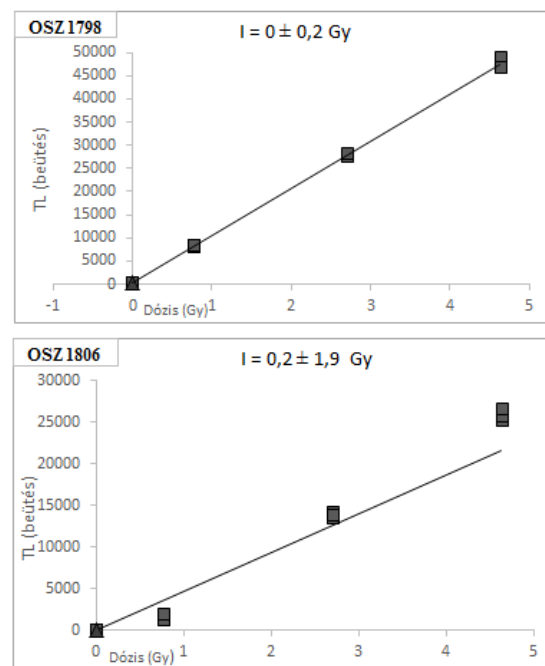 OSZ 1798
I = 0 ± 0,2 Gy
TL (beütés)
50000
45000
40000
35000
30000
25000
20000
15000
10000
5000
0
-1 0 1 2 3 4 5
Dózis (Gy)
OSZ 1806
I = 0,2 ± 1,9 Gy
TL (beütés)
30000
25000
20000
15000
10000
5000
0
0 1 2 3 4 5
Dózis (Gy)